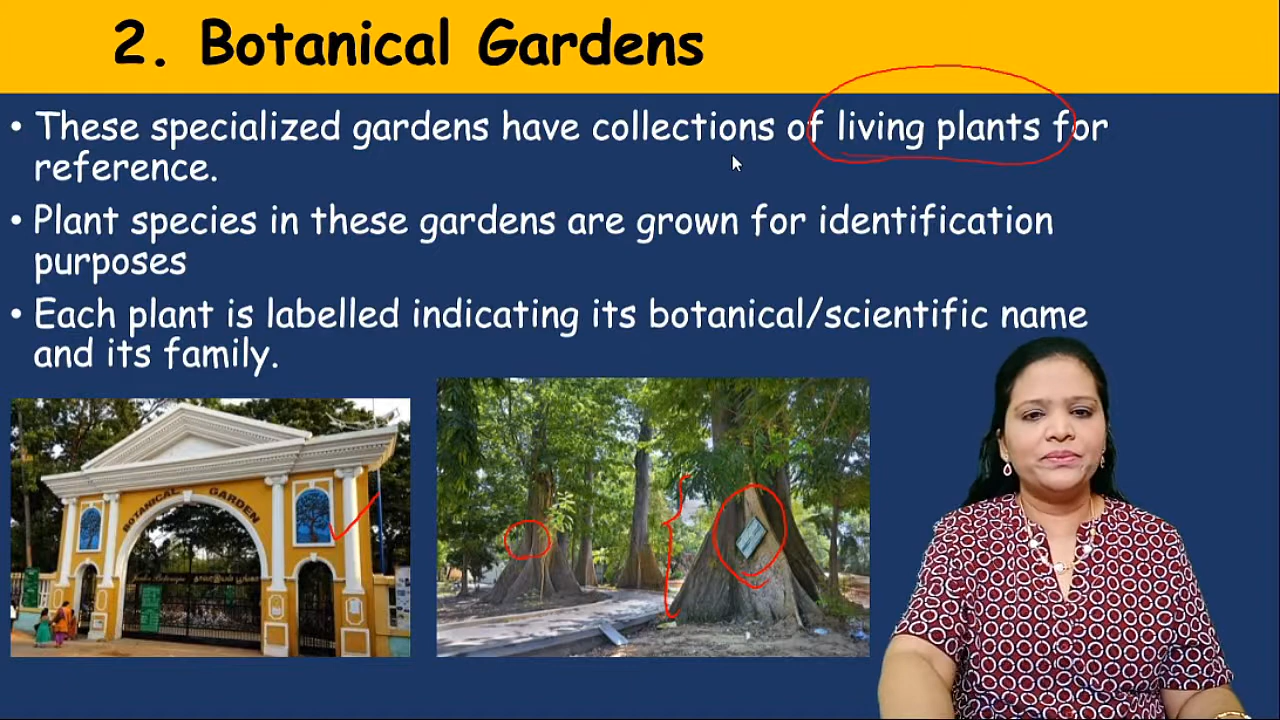 2. Botanical Gardens
• These specialized gardens have collections of living plants for
reference.
• Plant species in these gardens are grown for identification
purposes
• Each plant is labelled indicating its botanical/scientific name
and its family.
BOTANICAL GARDEN